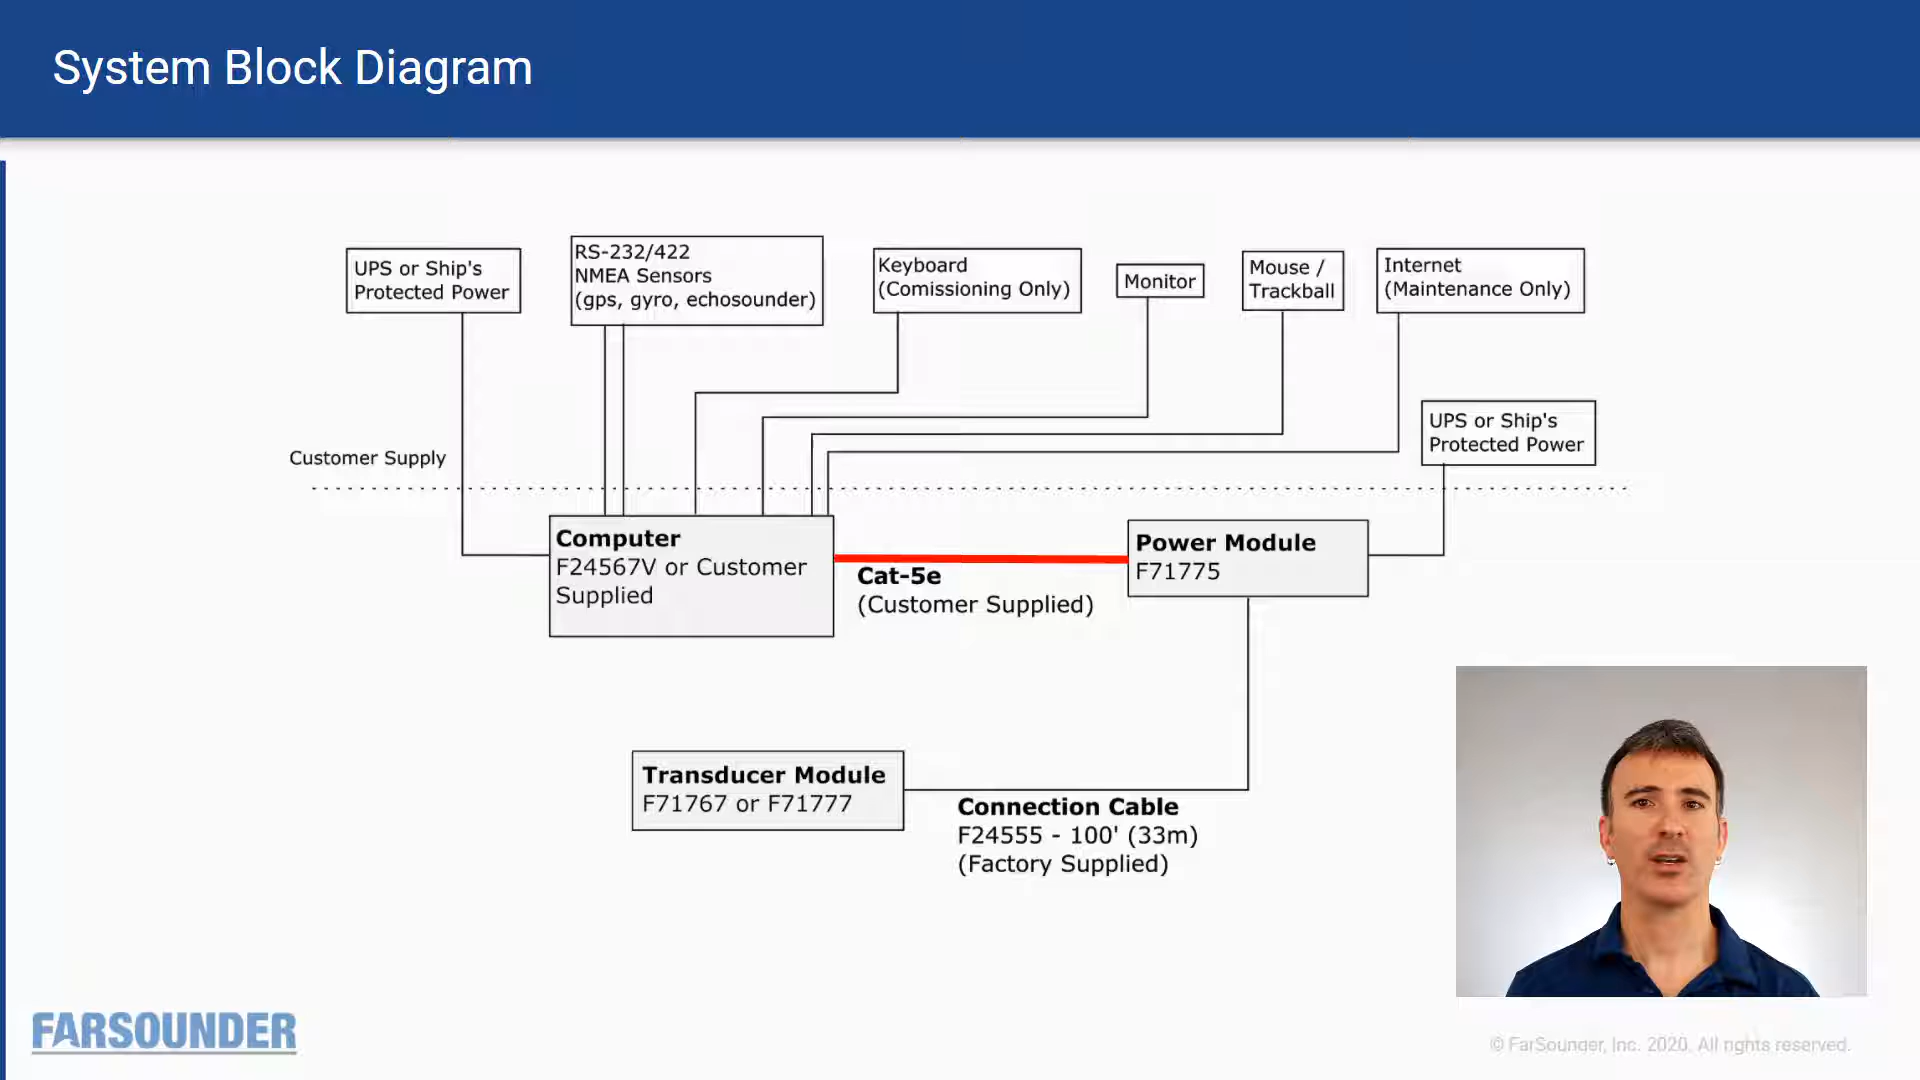 System Block Diagram
UPS or Ship's
Protected Power
RS-232/422
NMEA Sensors
(gps, gyro, echosounder)
Keyboard
(Comissioning Only)
Monitor
Mouse /
Trackball
Internet
(Maintenance Only)
UPS or Ship's
Protected Power
Customer Supply
Computer
F24567V or Customer
Supplied
Cat-5e
(Customer Supplied)
Power Module
F71775
Transducer Module
F71767 or F71777
Connection Cable
F24555 - 100' (33m)
(Factory Supplied)
FARSOUNDER
© FarSounder, Inc. 2020. All rights reserved.